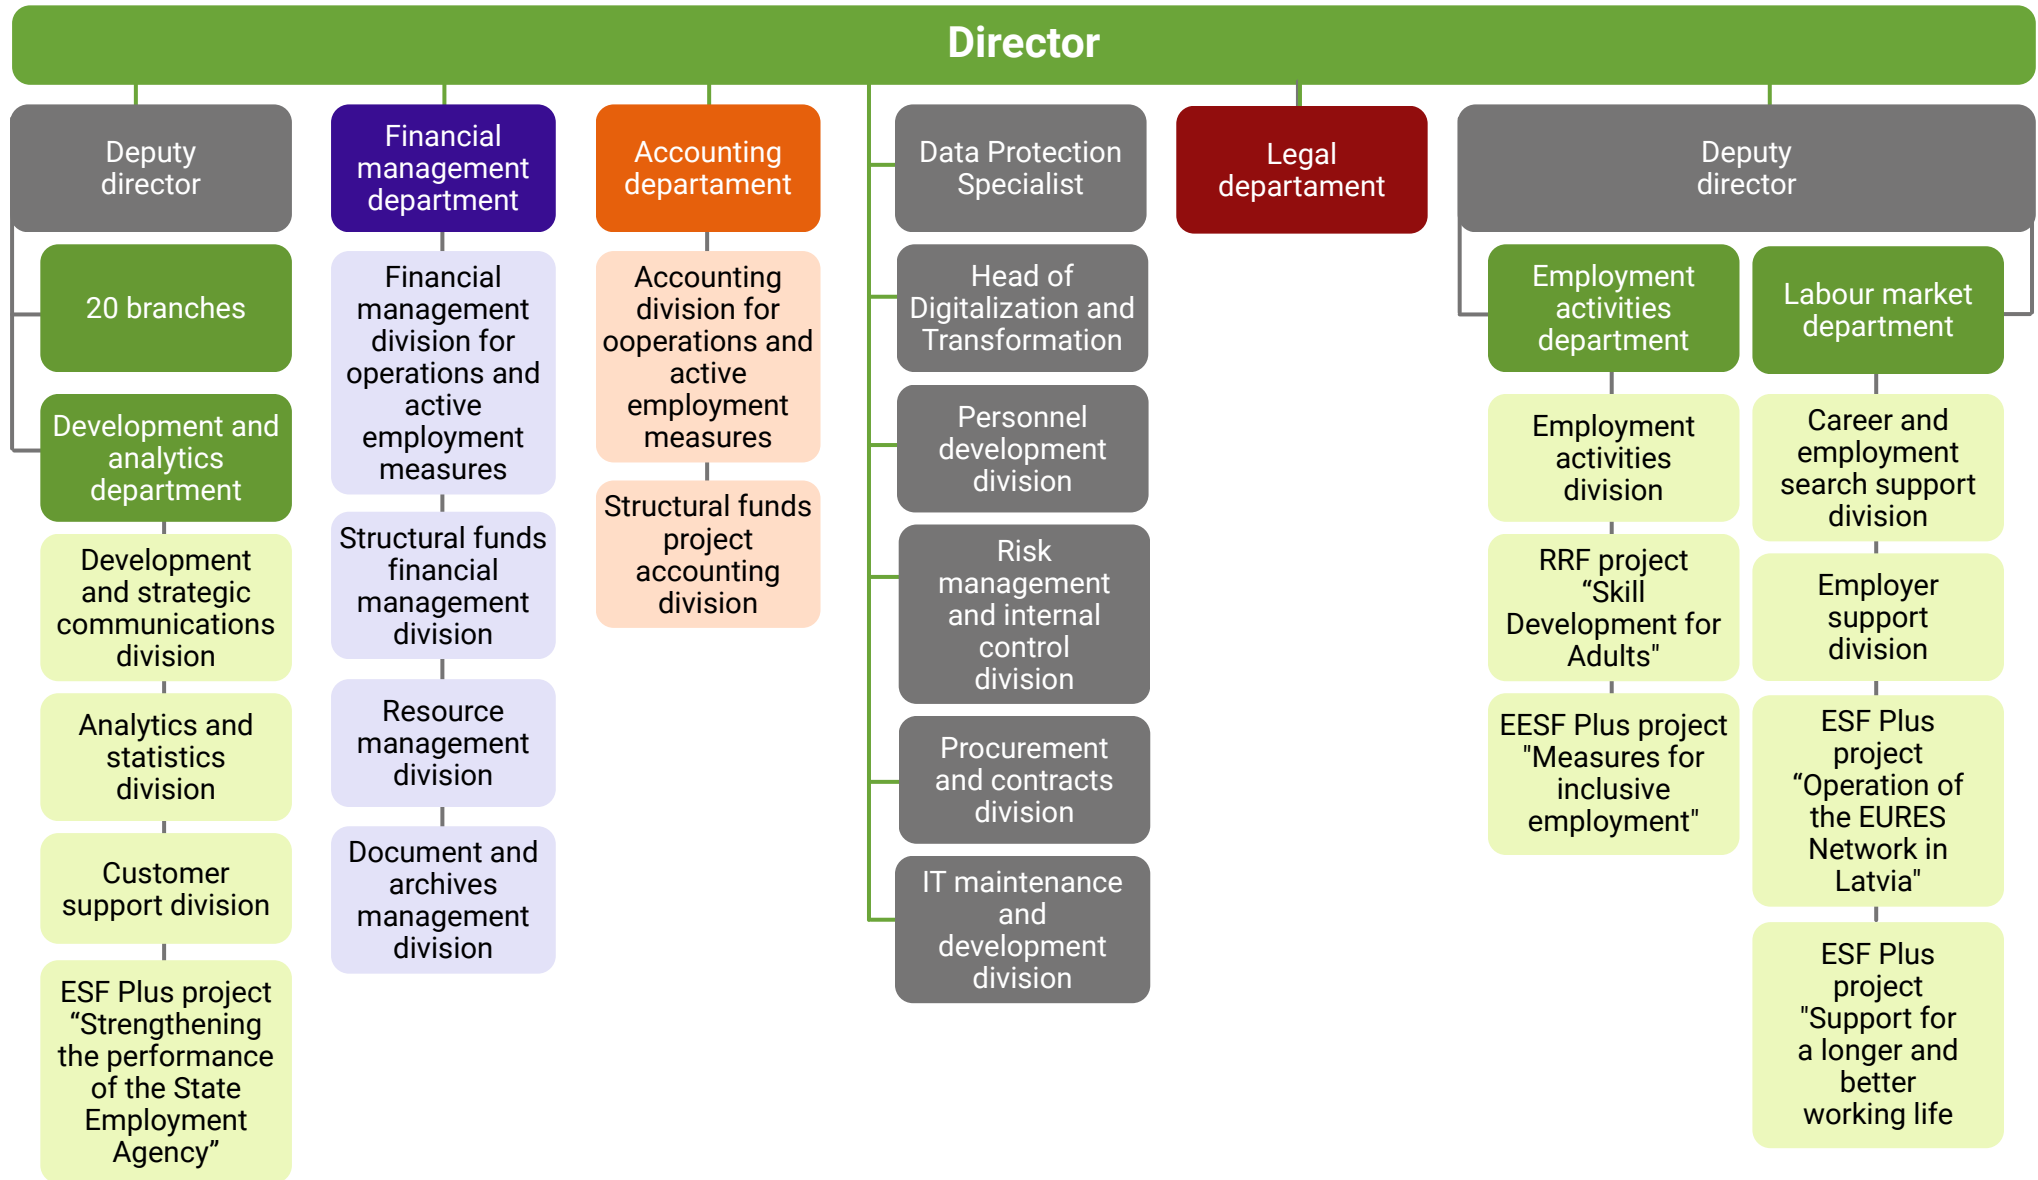 Director
Deputy
director
20 branches
Development and
analytics
department
Development
and strategic
communications
division
Analytics and
statistics
division
Customer
support division
ESF Plus project
“Strengthening
the performance
of the State
Employment
Agency”
Financial
management
department
Financial
management
division for
operations and
active
employment
measures
Structural funds
financial
management
division
Resource
management
division
Document and
archives
management
division
Accounting
departament
Accounting
division for
ooperations and
active
employment
measures
Structural funds
project
accounting
division
Data Protection
Specialist
Head of
Digitalization and
Transformation
Personnel
development
division
Risk
management
and internal
control
division
Procurement
and contracts
division
IT maintenance
and
development
division
Legal
departament
Deputy
director
Employment
activities
department
Employment
activities
division
RRF project
“Skill
Development for
Adults"
EESF Plus project
"Measures for
inclusive
employment"
Labour market
department
Career and
employment
search support
division
Employer
support
division
ESF Plus
project
“Operation of
the EURES
Network in
Latvia"
ESF Plus
project
"Support for
a longer and
better
working life